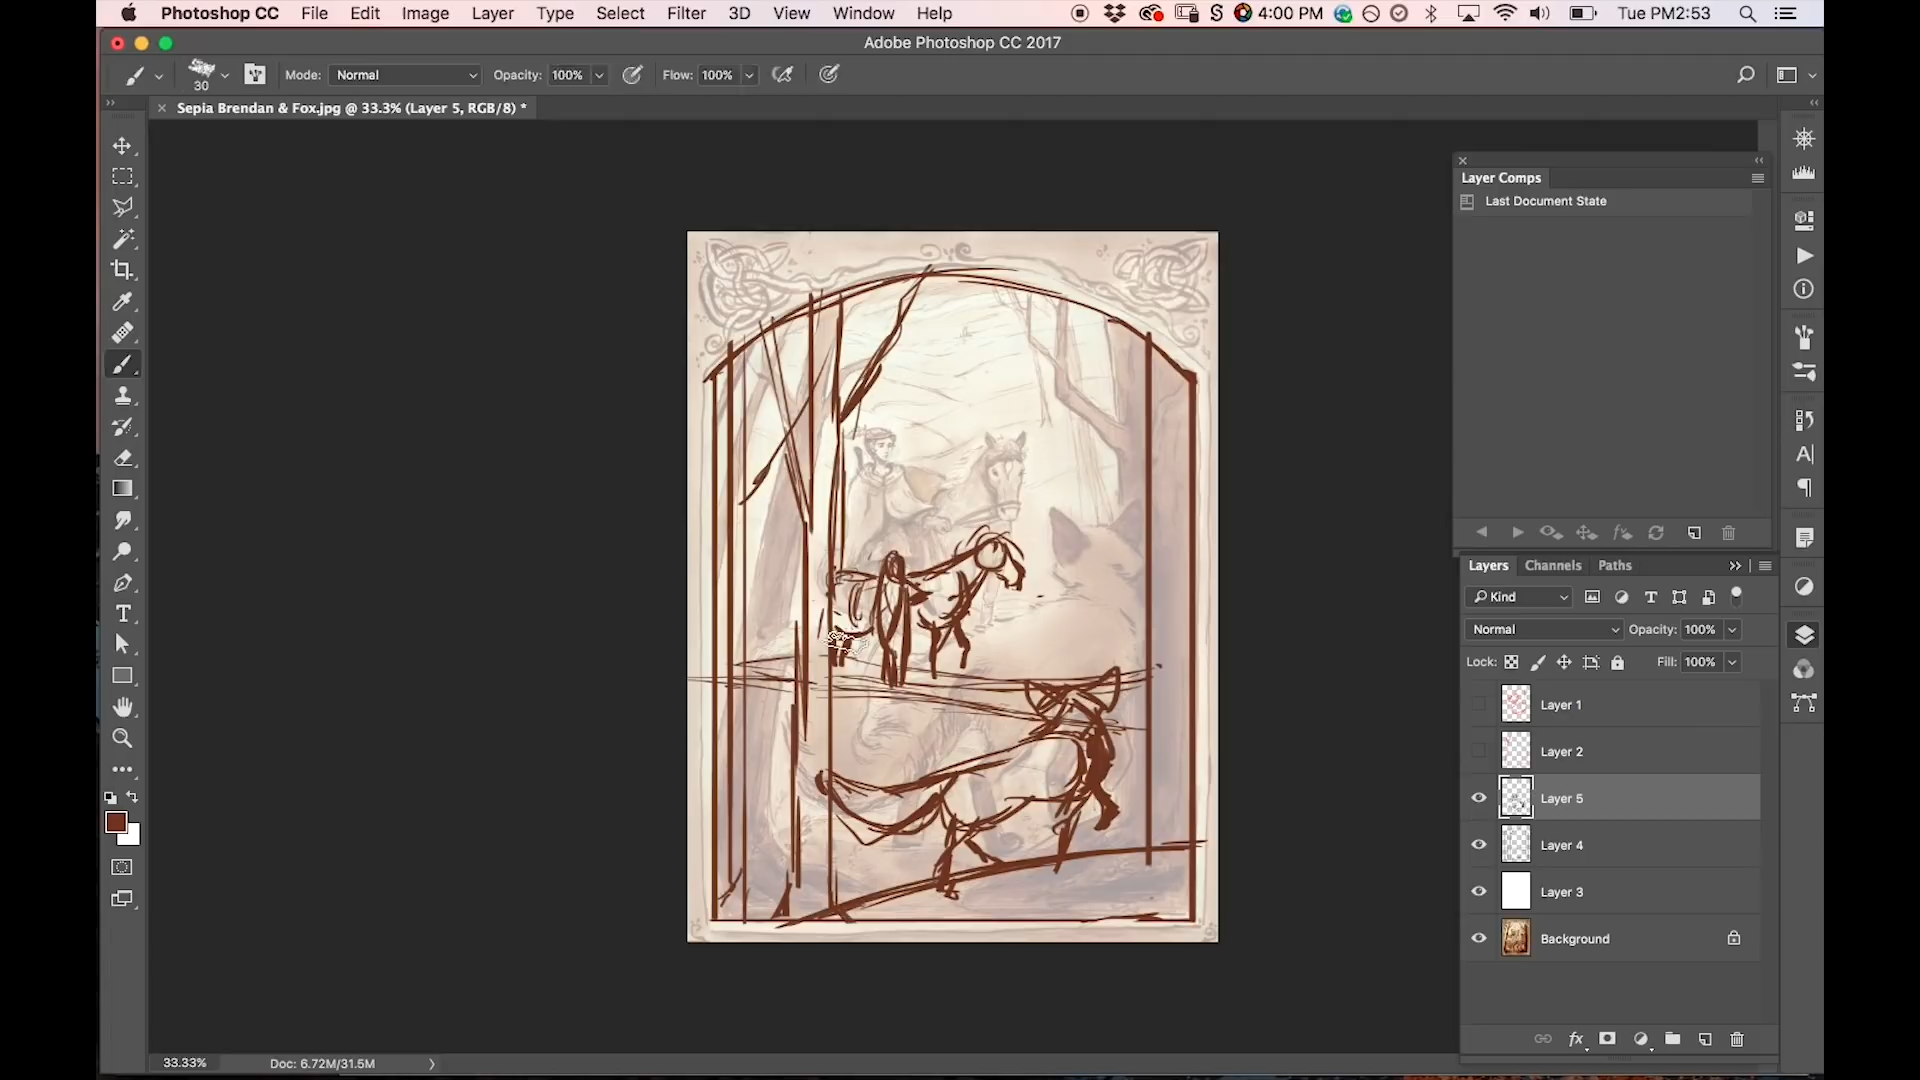 Photoshop CC File Edit Image Layer Type Select Filter 3D View Window Help 4:00 PM Tue PM2:53
Adobe Photoshop CC 2017
30 Mode: Normal Opacity: 100% Flow: 100%
Sepia Brendan & Fox.jpg @ 33.3% (Layer 5, RGB/8) *
Layer Comps
Last Document State
Layers Channels Paths
Kind
Normal Opacity: 100%
Lock: Fill: 100%
Layer 1
Layer 2
Layer 5
Layer 4
Layer 3
Background
fx
33.33% Doc: 6.72M/31.5M